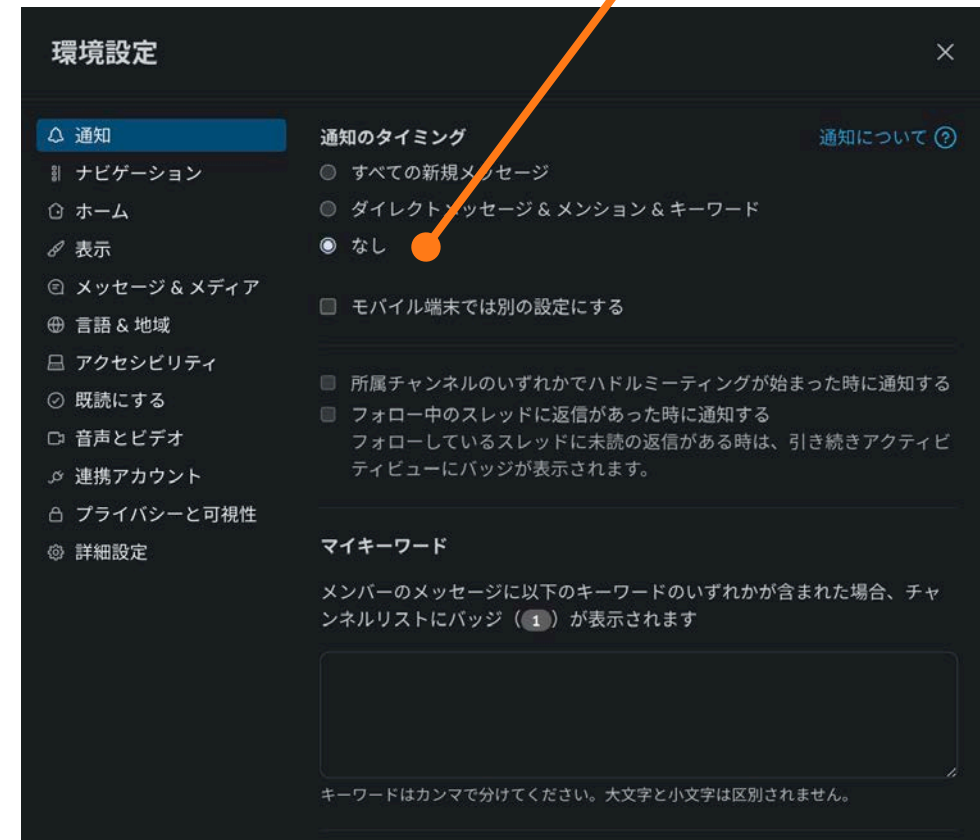 環境設定
通知
ナビゲーション
ホーム
表示
メッセージ & メディア
言語 & 地域
アクセシビリティ
既読にする
音声とビデオ
連携アカウント
プライバシーと可視性
詳細設定
通知のタイミング
通知について
すべての新規メッセージ
ダイレクトメッセージ & メンション & キーワード
なし
モバイル端末では別の設定にする
所属チャンネルのいずれかでハドルミーティングが始まった時に通知する
フォロー中のスレッドに返信があった時に通知する
フォローしているスレッドに未読の返信がある時は、引き続きアクティビ
ティビューにバッジが表示されます。
マイキーワード
メンバーのメッセージに以下のキーワードのいずれかが含まれた場合、チャ
ンネルリストにバッジ（1）が表示されます
キーワードはカンマで分けてください。大文字と小文字は区別されません。